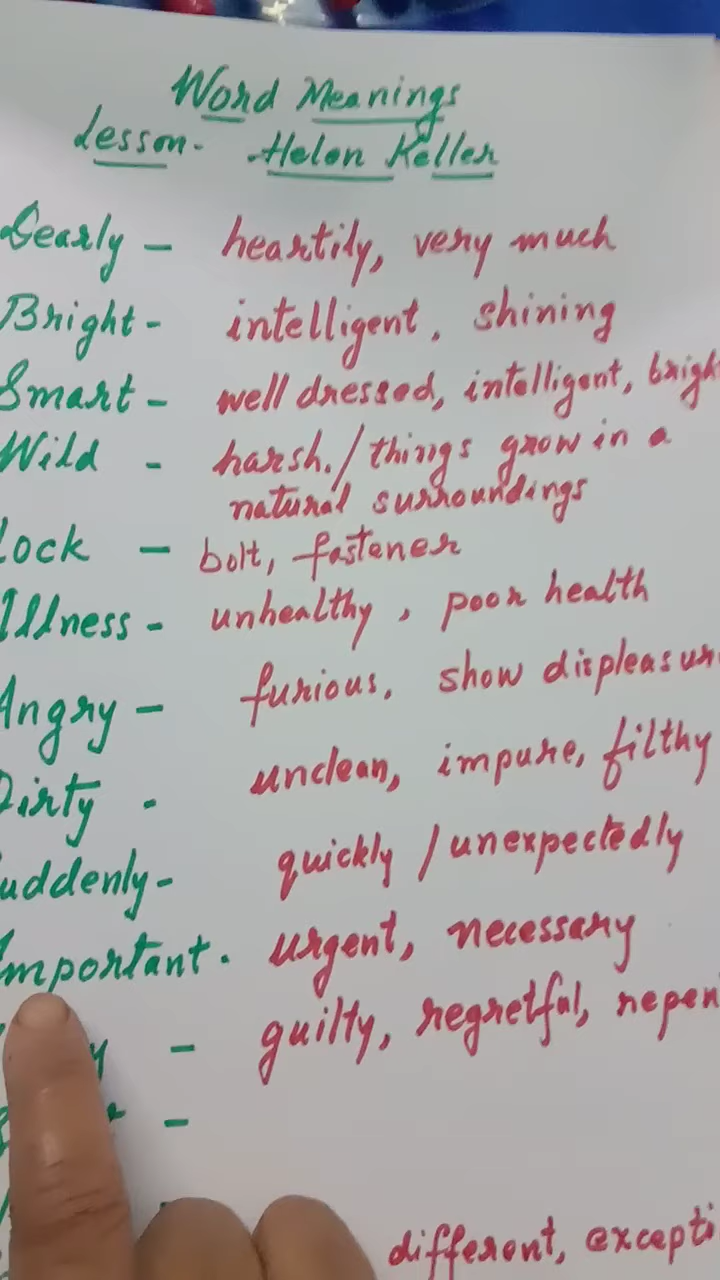 Word Meanings
Lesson. Helen Keller
Dearly - heartily, very much
Bright - intelligent, shining
Smart - well dressed, intelligent, brigh
Wild - harsh./things grow in a
natural surroundings
Lock - bolt, fastener
Illness - unhealthy, poor health
Angry - furious, show displeasur
Dirty - unclean, impure, filthy
uddenly - quickly / unexpectedly
Important. urgent, necessary
- guilty, regretful, repen
-
different, excepti